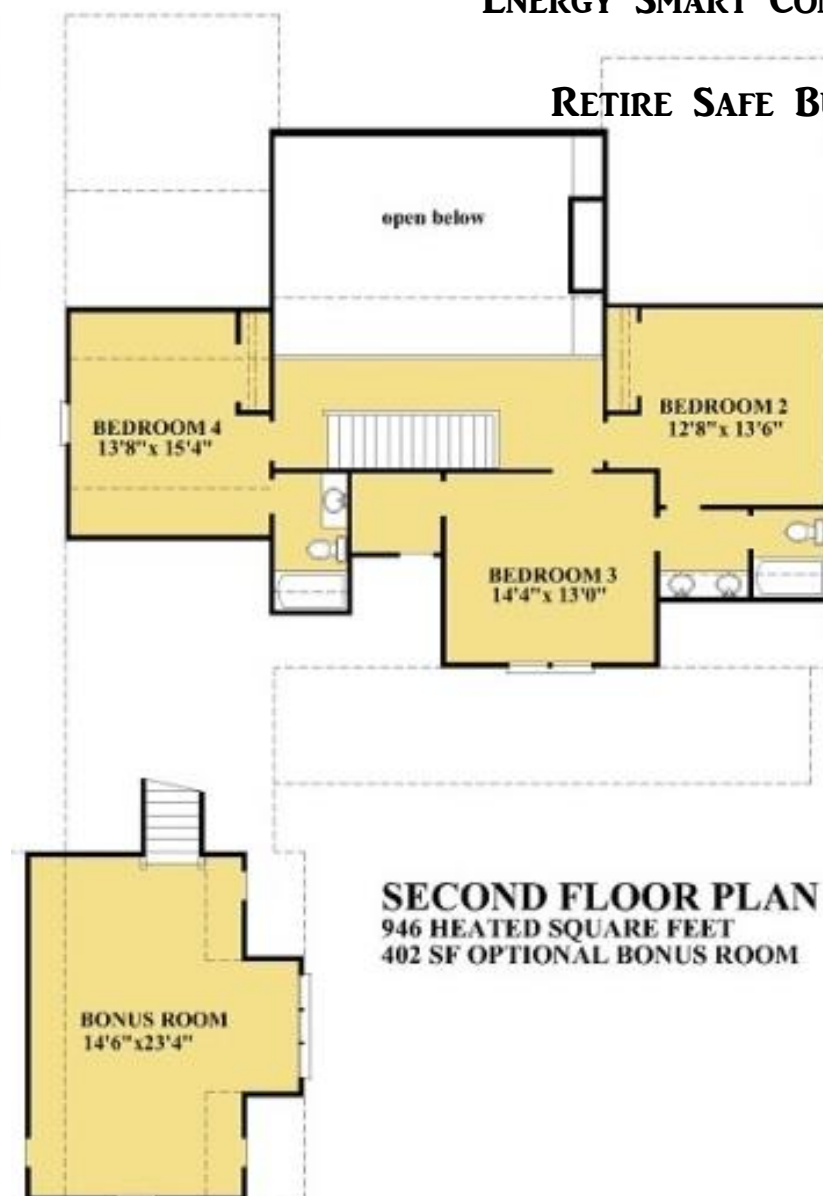 ENERGY SMART
RETIRE SAFE
open below
BEDROOM 4
13'8"x 15'4"
BEDROOM 2
12'8"x 13'6"
BEDROOM 3
14'4"x 13'0"
SECOND FLOOR PLAN
946 HEATED SQUARE FEET
402 SF OPTIONAL BONUS ROOM
BONUS ROOM
14'6"x23'4"